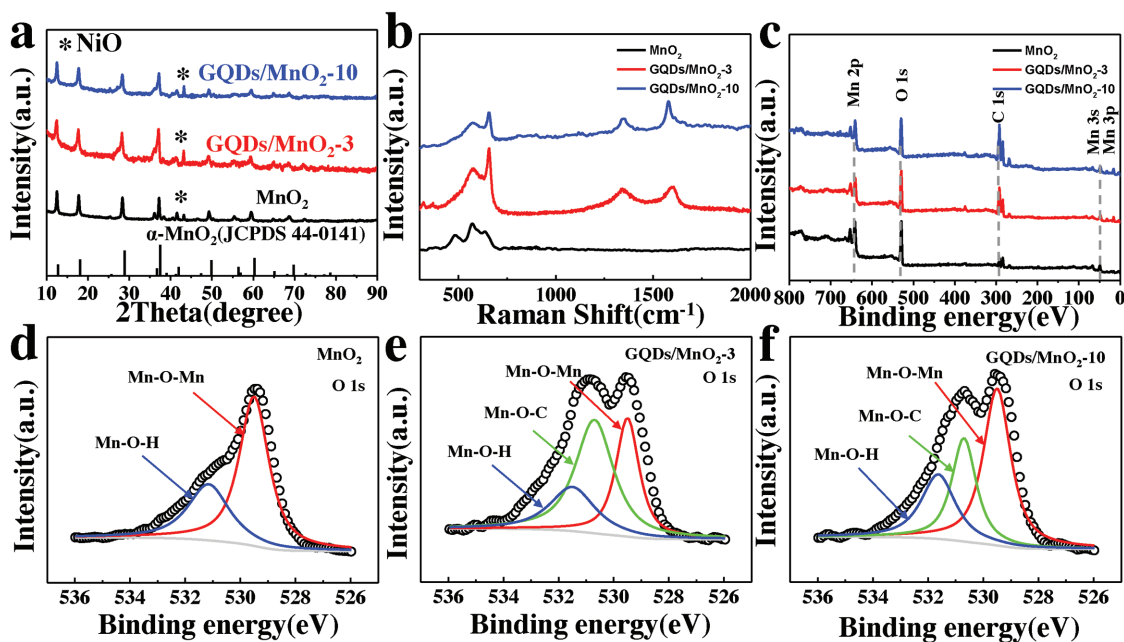 a
* NiO
*
GQDs/MnO2-10
*
GQDs/MnO2-3
*
MnO2
α-MnO2(JCPDS 44-0141)
10 20 30 40 50 60 70 80 90
2Theta(degree)
Intensity(a.u.)
b
MnO2
GQDs/MnO2-3
GQDs/MnO2-10
500 1000 1500 2000
Raman Shift(cm-1)
Intensity(a.u.)
c
MnO2
GQDs/MnO2-3
GQDs/MnO2-10
Mn 2p
O 1s
C 1s
Mn 3s
Mn 3p
800 700 600 500 400 300 200 100 0
Binding energy(eV)
Intensity(a.u.)
d
MnO2
O 1s
Mn-O-Mn
Mn-O-H
536 534 532 530 528 526
Binding energy(eV)
Intensity(a.u.)
e
GQDs/MnO2-3
O 1s
Mn-O-Mn
Mn-O-C
Mn-O-H
536 534 532 530 528 526
Binding energy(eV)
Intensity(a.u.)
f
GQDs/MnO2-10
O 1s
Mn-O-Mn
Mn-O-C
Mn-O-H
536 534 532 530 528 526
Binding energy(eV)
Intensity(a.u.)